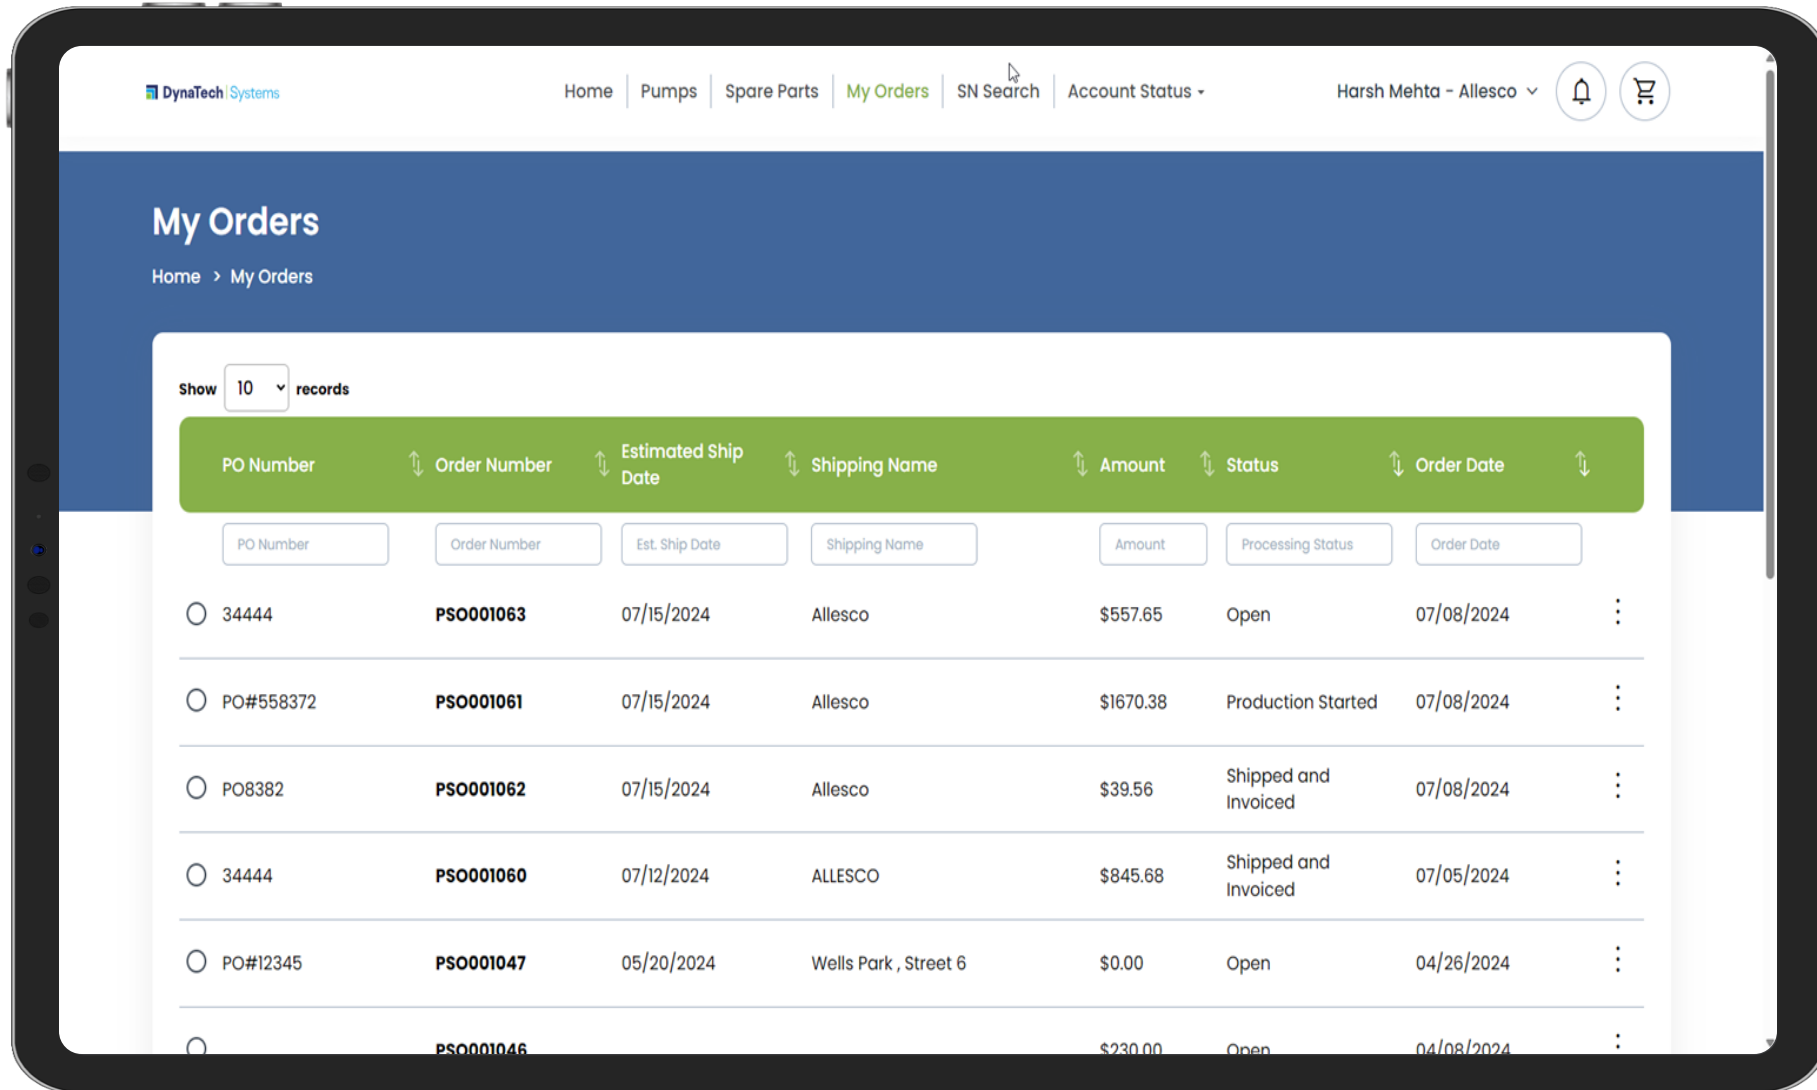 DynaTech Systems
Home Pumps Spare Parts My Orders SN Search Account Status Harsh Mehta - Allesco
My Orders
Home > My Orders
Show 10 records
PO Number Order Number Estimated Ship Date Shipping Name Amount Status Order Date
PO Number Order Number Est. Ship Date Shipping Name Amount Processing Status Order Date
34444 PSO001063 07/15/2024 Allesco $557.65 Open 07/08/2024
PO#558372 PSO001061 07/15/2024 Allesco $1670.38 Production Started 07/08/2024
PO8382 PSO001062 07/15/2024 Allesco $39.56 Shipped and Invoiced 07/08/2024
34444 PSO001060 07/12/2024 ALLESCO $845.68 Shipped and Invoiced 07/05/2024
PO#12345 PSO001047 05/20/2024 Wells Park , Street 6 $0.00 Open 04/26/2024
PSO001046 $230.00 Open 04/08/2024